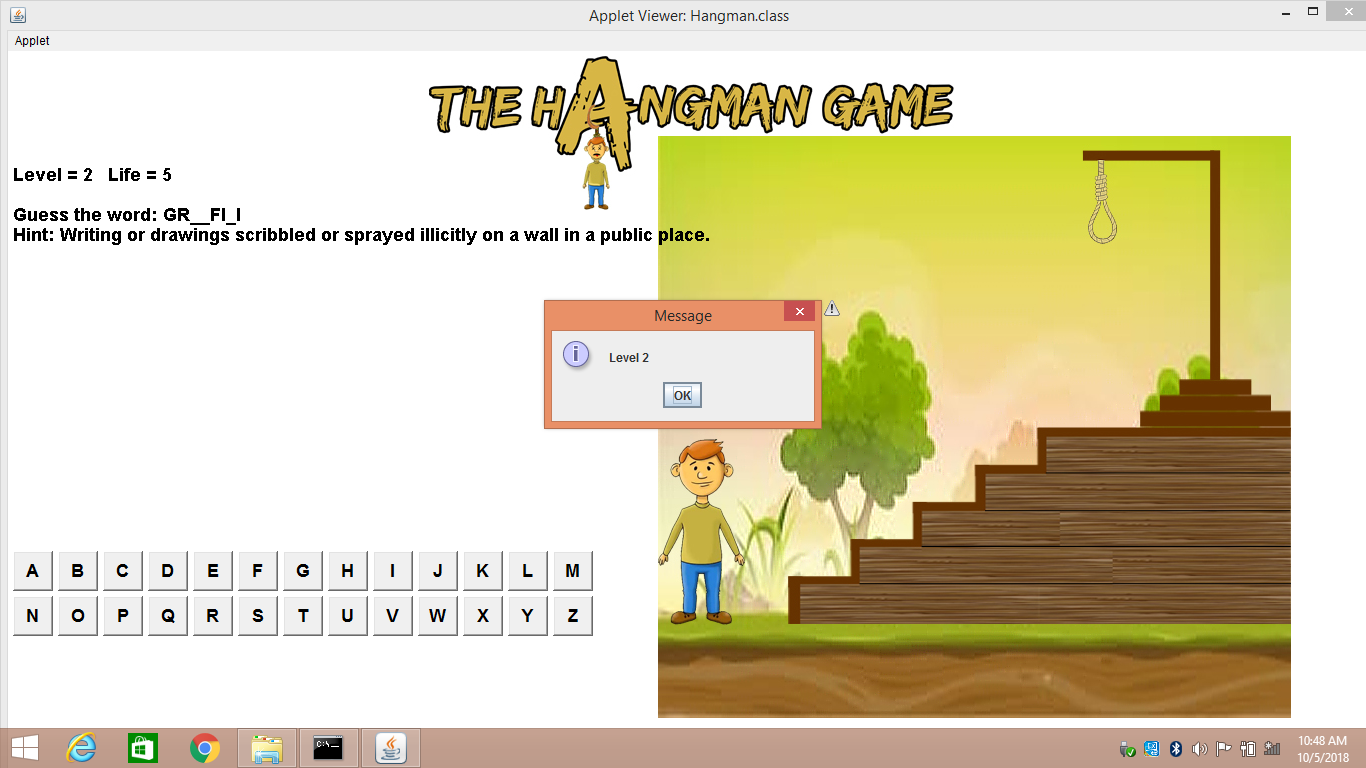 Applet Viewer: Hangman.class
Applet
THE HANGMAN GAME
Level = 2 Life = 5
Guess the word: GR__FI_I
Hint: Writing or drawings scribbled or sprayed illicitly on a wall in a public place.
Message
Level 2
OK
A B C D E F G H I J K L M
N O P Q R S T U V W X Y Z
C:\_
10:48 AM
10/5/2018